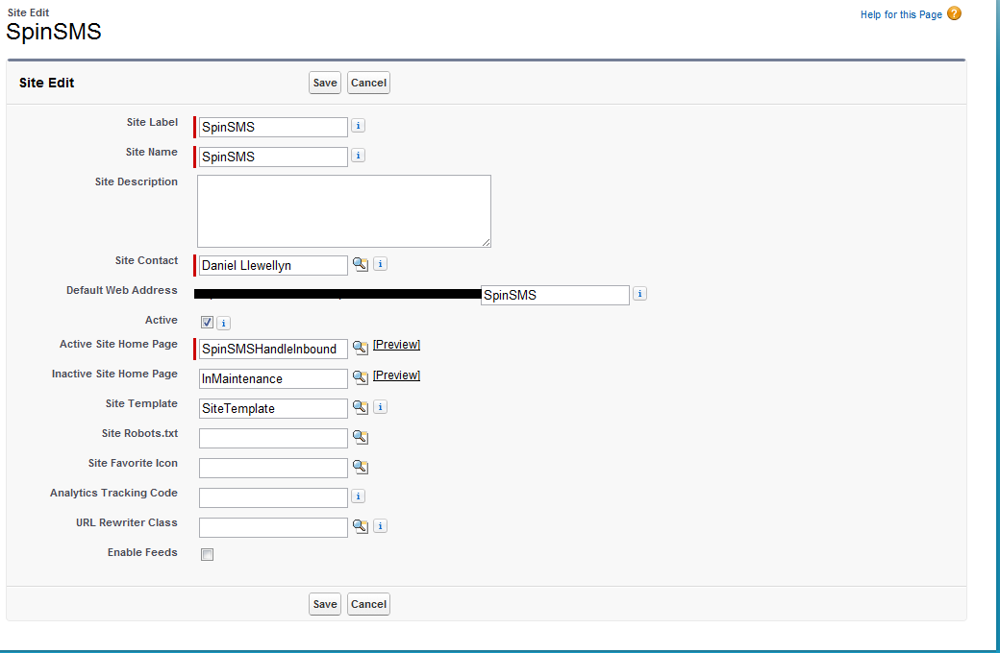 Site Edit
Help for this Page
SpinSMS
Site Edit
Save Cancel
Site Label SpinSMS
Site Name SpinSMS
Site Description
Site Contact Daniel Llewellyn
Default Web Address SpinSMS
Active
Active Site Home Page SpinSMSHandleInbound [Preview]
Inactive Site Home Page InMaintenance [Preview]
Site Template SiteTemplate
Site Robots.txt
Site Favorite Icon
Analytics Tracking Code
URL Rewriter Class
Enable Feeds
Save Cancel